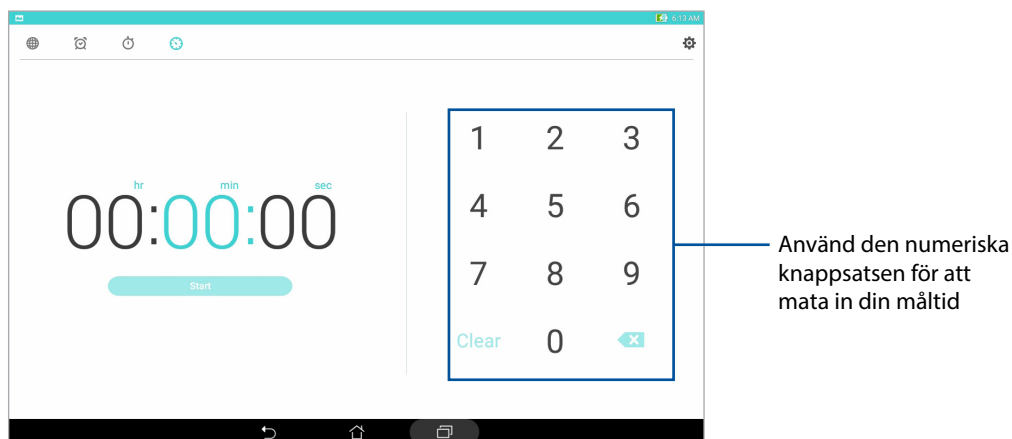 6:13 AM
hr min sec
00:00:00
Start
1 2 3
4 5 6
7 8 9
Clear 0
Använd den numeriska
knappsatsen för att
mata in din måltid